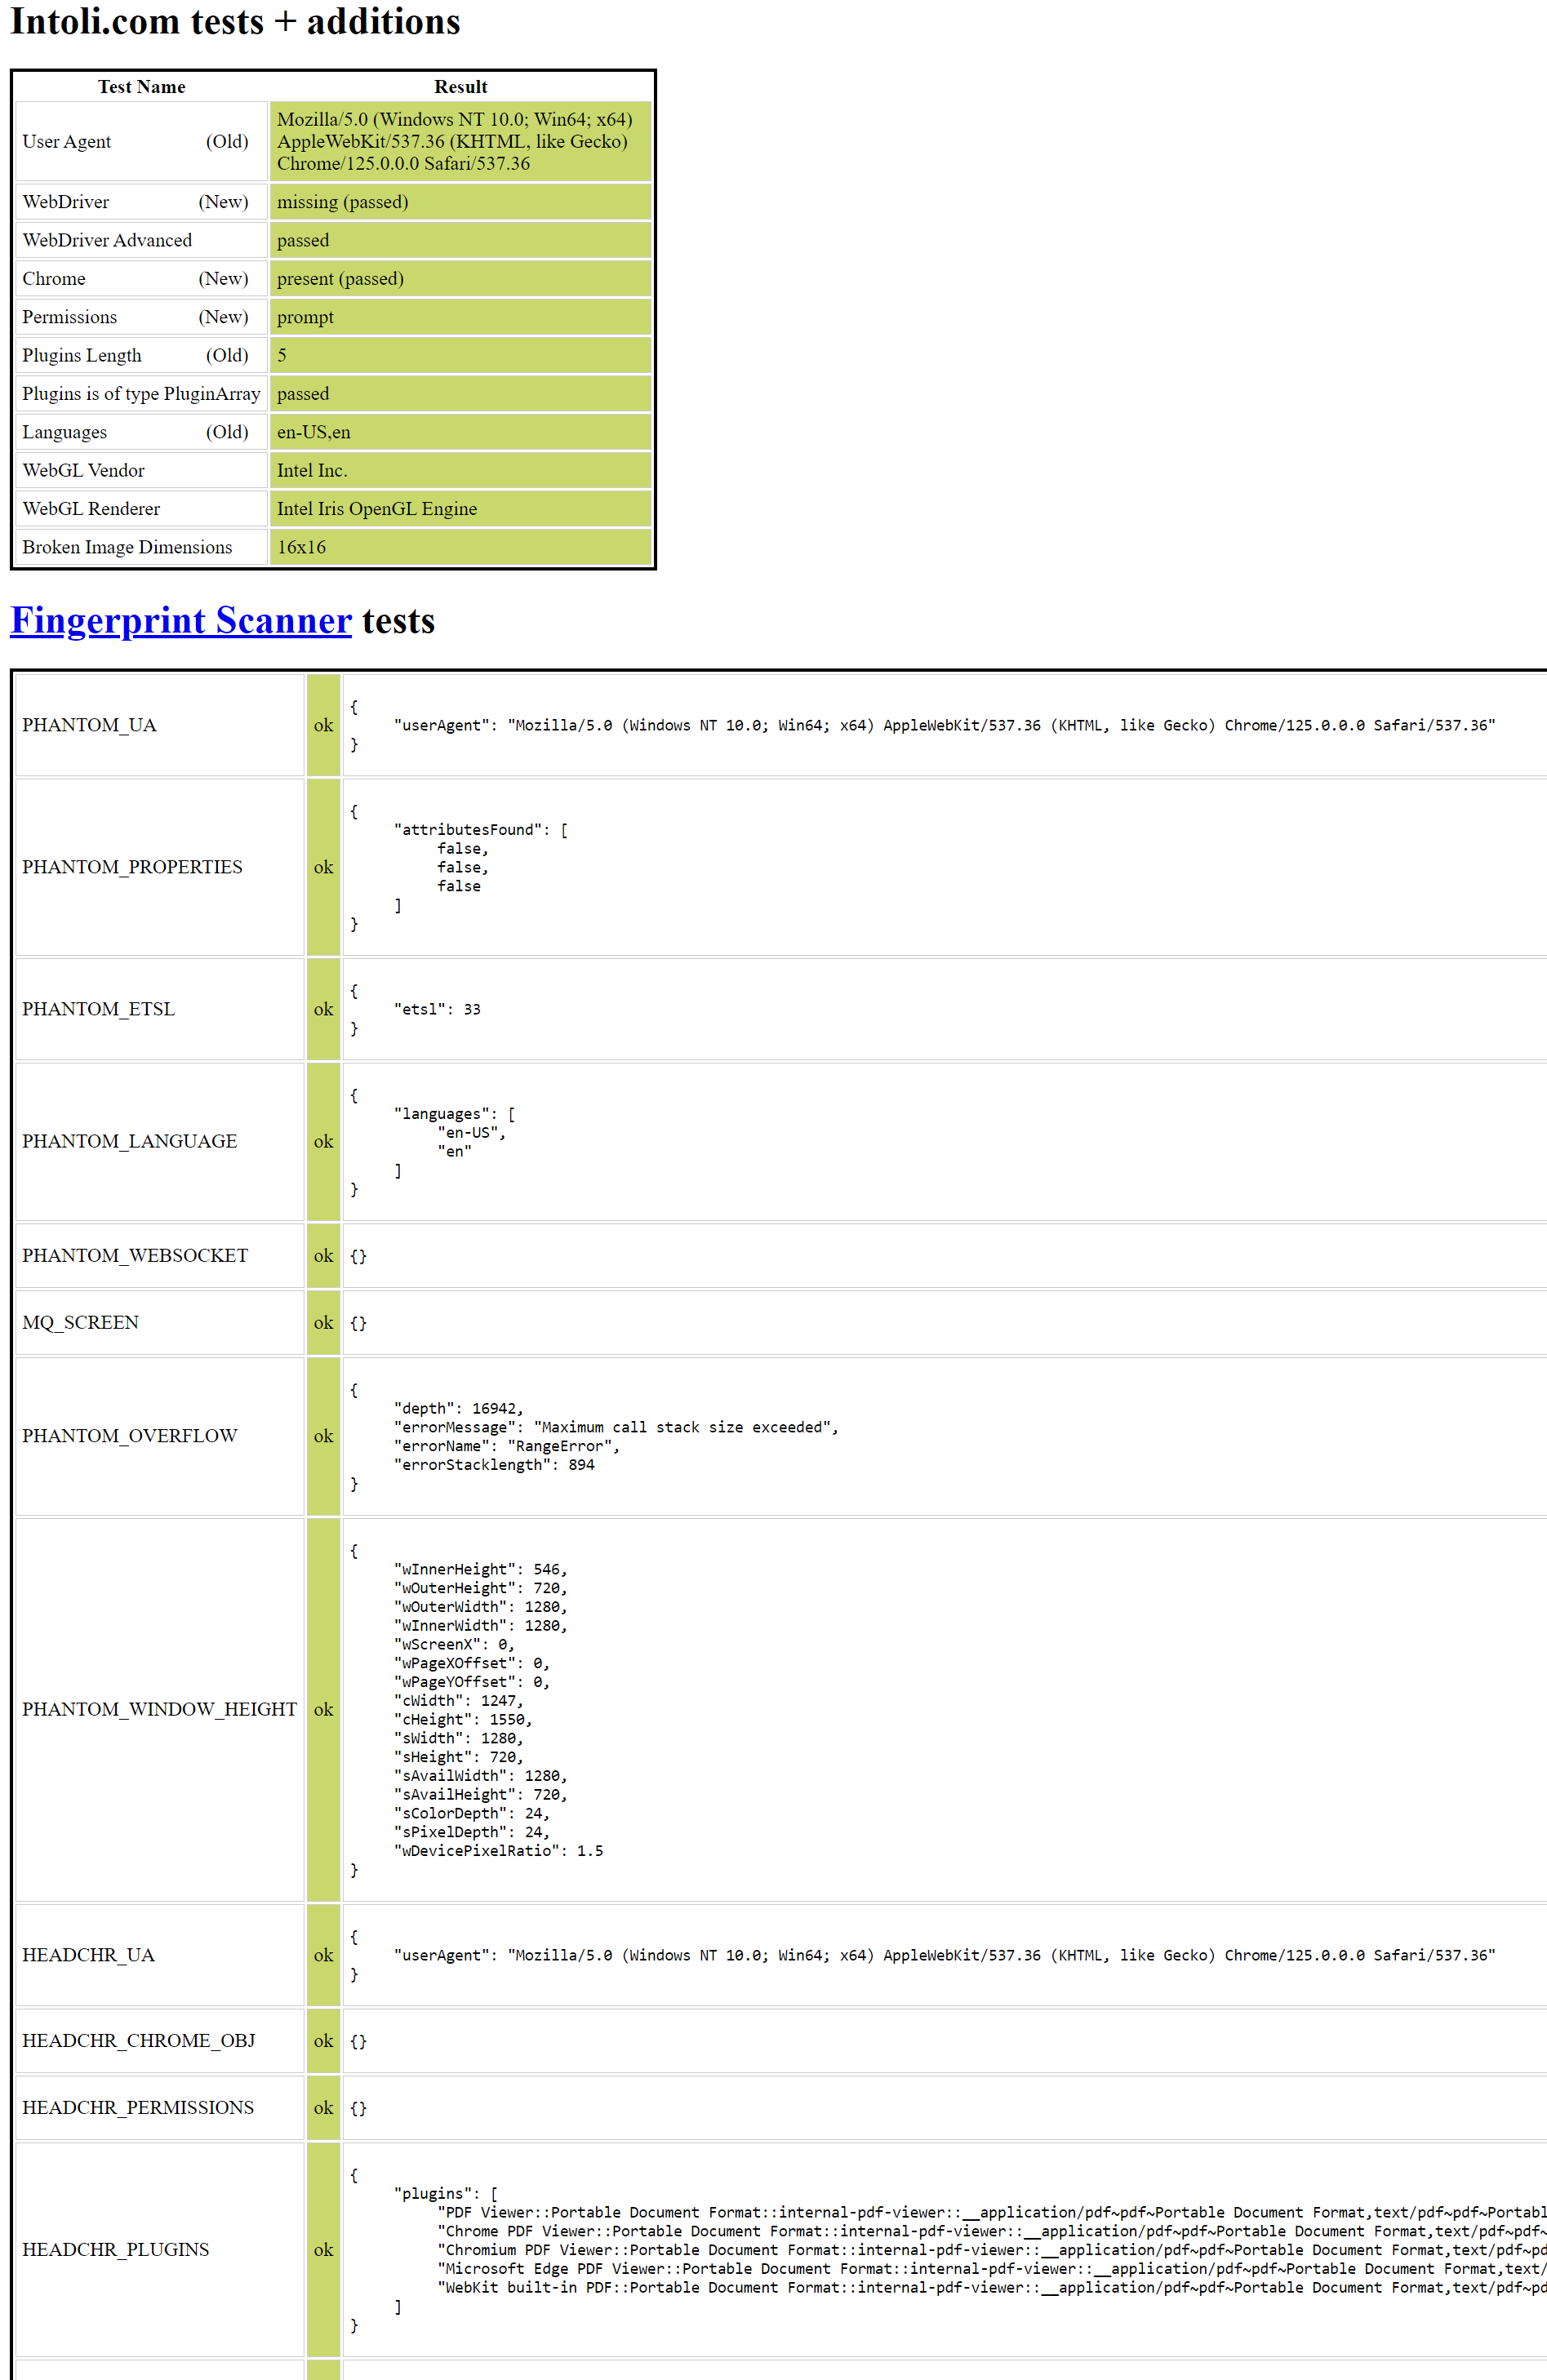 Intoli.com tests + additions
Test Name Result
User Agent (Old) Mozilla/5.0 (Windows NT 10.0; Win64; x64)
AppleWebKit/537.36 (KHTML, like Gecko)
Chrome/125.0.0.0 Safari/537.36
WebDriver (New) missing (passed)
WebDriver Advanced passed
Chrome (New) present (passed)
Permissions (New) prompt
Plugins Length (Old) 5
Plugins is of type PluginArray passed
Languages (Old) en-US,en
WebGL Vendor Intel Inc.
WebGL Renderer Intel Iris OpenGL Engine
Broken Image Dimensions 16x16
Fingerprint Scanner tests
PHANTOM_UA ok {
"userAgent": "Mozilla/5.0 (Windows NT 10.0; Win64; x64) AppleWebKit/537.36 (KHTML, like Gecko) Chrome/125.0.0.0 Safari/537.36"
}
PHANTOM_PROPERTIES ok {
"attributesFound": [
false,
false,
false
]
}
PHANTOM_ETSL ok {
"etsl": 33
}
PHANTOM_LANGUAGE ok {
"languages": [
"en-US",
"en"
]
}
PHANTOM_WEBSOCKET ok {}
MQ_SCREEN ok {}
PHANTOM_OVERFLOW ok {
"depth": 16942,
"errorMessage": "Maximum call stack size exceeded",
"errorName": "RangeError",
"errorStacklength": 894
}
PHANTOM_WINDOW_HEIGHT ok {
"wInnerHeight": 546,
"wOuterHeight": 720,
"wOuterWidth": 1280,
"wInnerWidth": 1280,
"wScreenX": 0,
"wPageXOffset": 0,
"wPageYOffset": 0,
"cWidth": 1247,
"cHeight": 1550,
"sWidth": 1280,
"sHeight": 720,
"sAvailWidth": 1280,
"sAvailHeight": 720,
"sColorDepth": 24,
"sPixelDepth": 24,
"wDevicePixelRatio": 1.5
}
HEADCHR_UA ok {
"userAgent": "Mozilla/5.0 (Windows NT 10.0; Win64; x64) AppleWebKit/537.36 (KHTML, like Gecko) Chrome/125.0.0.0 Safari/537.36"
}
HEADCHR_CHROME_OBJ ok {}
HEADCHR_PERMISSIONS ok {}
HEADCHR_PLUGINS ok {
"plugins": [
"PDF Viewer::Portable Document Format::internal-pdf-viewer::__application/pdf~pdf~Portable Document Format,text/pdf~pdf~Portabl
"Chrome PDF Viewer::Portable Document Format::internal-pdf-viewer::__application/pdf~pdf~Portable Document Format,text/pdf~pdf~
"Chromium PDF Viewer::Portable Document Format::internal-pdf-viewer::__application/pdf~pdf~Portable Document Format,text/pdf~pd
"Microsoft Edge PDF Viewer::Portable Document Format::internal-pdf-viewer::__application/pdf~pdf~Portable Document Format,text/
"WebKit built-in PDF::Portable Document Format::internal-pdf-viewer::__application/pdf~pdf~Portable Document Format,text/pdf~pd
]
}